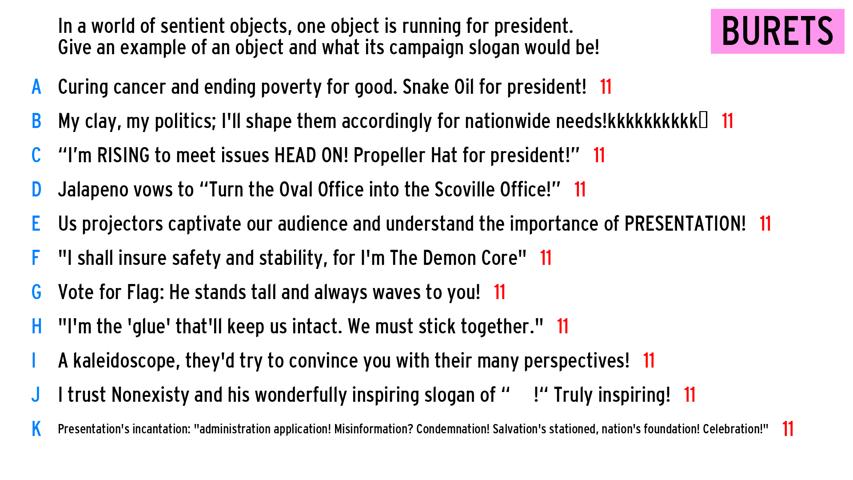 In a world of sentient objects, one object is running for president.
Give an example of an object and what its campaign slogan would be!
BURETS
A Curing cancer and ending poverty for good. Snake Oil for president! 11
B My clay, my politics; I'll shape them accordingly for nationwide needs!kkkkkkkkkk▯ 11
C “I’m RISING to meet issues HEAD ON! Propeller Hat for president!” 11
D Jalapeno vows to “Turn the Oval Office into the Scoville Office!” 11
E Us projectors captivate our audience and understand the importance of PRESENTATION! 11
F "I shall insure safety and stability, for I'm The Demon Core" 11
G Vote for Flag: He stands tall and always waves to you! 11
H "I'm the 'glue' that'll keep us intact. We must stick together." 11
I A kaleidoscope, they'd try to convince you with their many perspectives! 11
J I trust Nonexisty and his wonderfully inspiring slogan of “ !“ Truly inspiring! 11
K Presentation's incantation: "administration application! Misinformation? Condemnation! Salvation's stationed, nation's foundation! Celebration!" 11